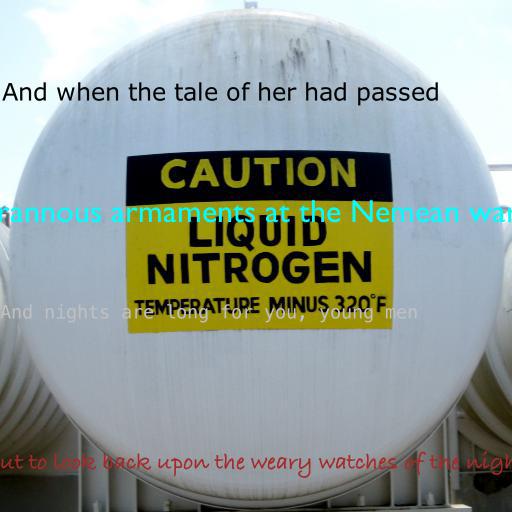 And when the tale of her had passed
CAUTION
armaments at the Nemean
LIQUID
NITROGEN
TEMPERATURE MINUS 320°F
And nights are long for you, young men
to look back upon the weary watches of the